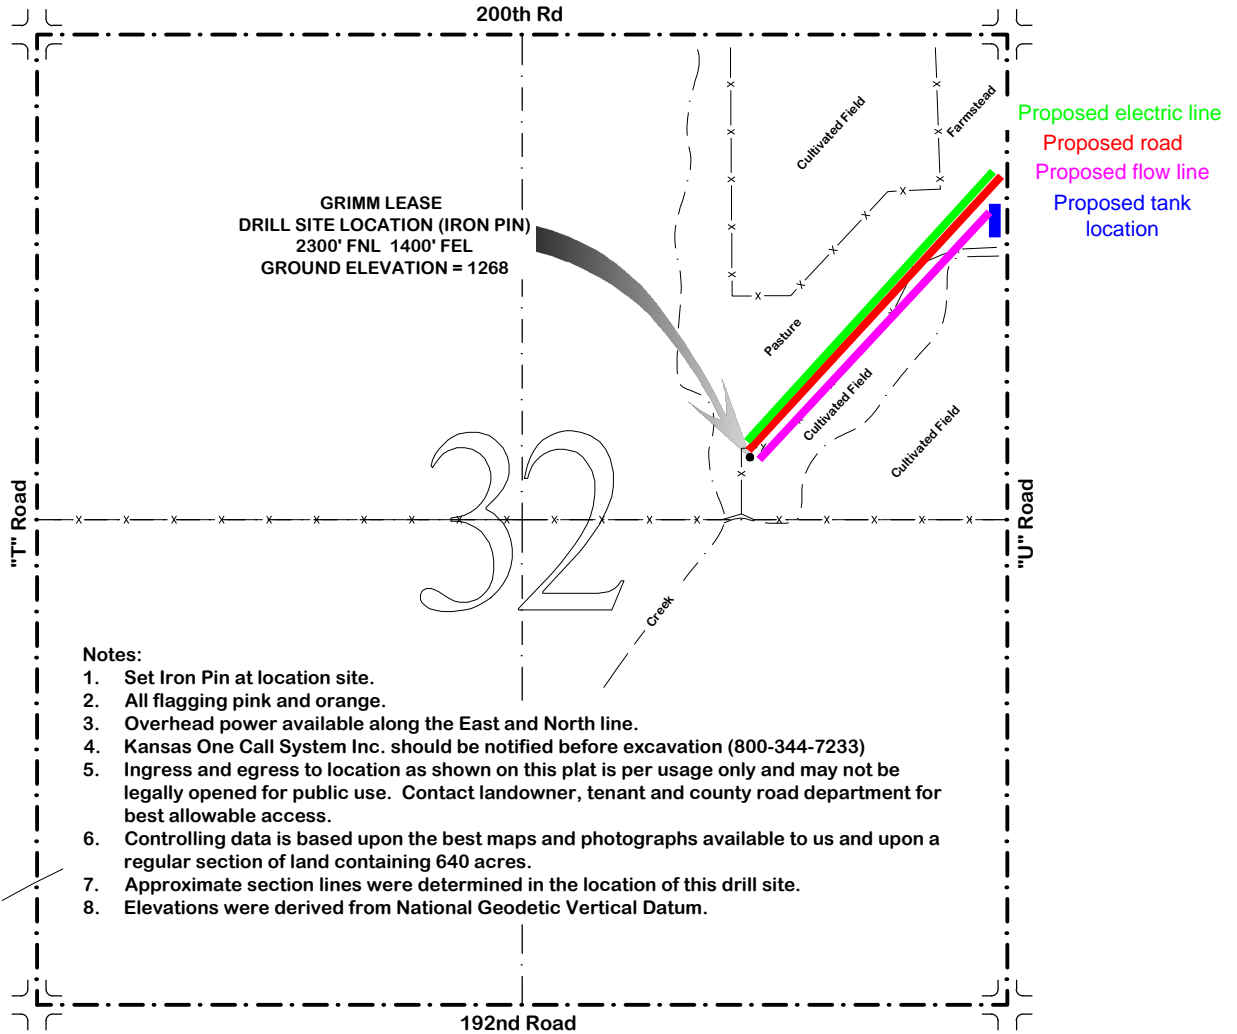 200th Rd
Cultivated Field
Farmstead
Proposed electric line
Proposed road
Proposed flow line
Proposed tank
location
GRIMM LEASE
DRILL SITE LOCATION (IRON PIN)
2300' FNL 1400' FEL
GROUND ELEVATION = 1268
Pasture
Cultivated Field
Cultivated Field
32
"T" Road
"U" Road
Creek
Notes:
1. Set Iron Pin at location site.
2. All flagging pink and orange.
3. Overhead power available along the East and North line.
4. Kansas One Call System Inc. should be notified before excavation (800-344-7233)
5. Ingress and egress to location as shown on this plat is per usage only and may not be
legally opened for public use. Contact landowner, tenant and county road department for
best allowable access.
6. Controlling data is based upon the best maps and photographs available to us and upon a
regular section of land containing 640 acres.
7. Approximate section lines were determined in the location of this drill site.
8. Elevations were derived from National Geodetic Vertical Datum.
192nd Road